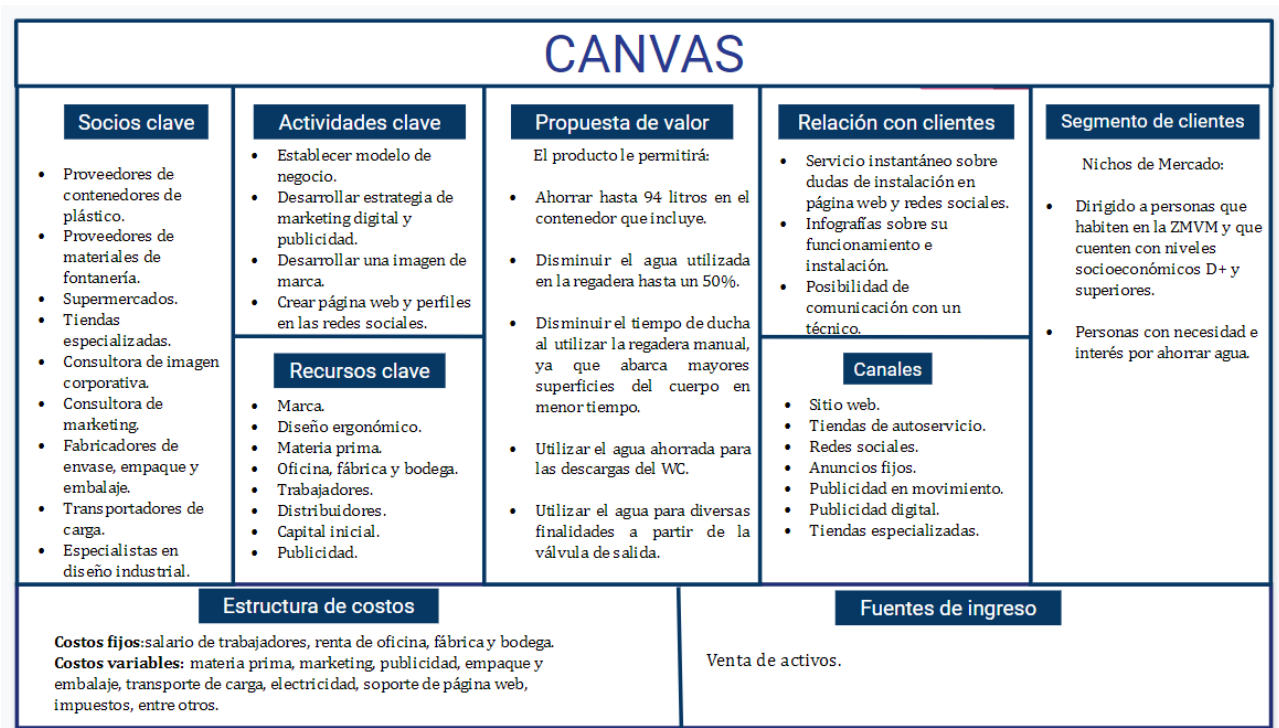 CANVAS
Socios clave
• Proveedores de
contenedores de
plástico.
• Proveedores de
materiales de
fontanería.
• Supermercados.
• Tiendas
especializadas.
• Consultora de imagen
corporativa.
• Consultora de
marketing.
• Fabricadores de
envase, empaque y
embalaje.
• Transportadores de
carga.
• Especialistas en
diseño industrial.
Actividades clave
• Establecer modelo de
negocio.
• Desarrollar estrategia de
marketing digital y
publicidad.
• Desarrollar una imagen de
marca.
• Crear página web y perfiles
en las redes sociales.
Recursos clave
• Marca.
• Diseño ergonómico.
• Materia prima.
• Oficina, fábrica y bodega.
• Trabajadores.
• Distribuidores.
• Capital inicial.
• Publicidad.
Propuesta de valor
El producto le permitirá:
• Ahorrar hasta 94 litros en el
contenedor que incluye.
• Disminuir el agua utilizada
en la regadera hasta un 50%.
• Disminuir el tiempo de ducha
al utilizar la regadera manual,
ya que abarca mayores
superficies del cuerpo en
menor tiempo.
• Utilizar el agua ahorrada para
las descargas del WC.
• Utilizar el agua para diversas
finalidades a partir de la
válvula de salida.
Relación con clientes
• Servicio instantáneo sobre
dudas de instalación en
página web y redes sociales.
• Infografías sobre su
funcionamiento e
instalación.
• Posibilidad de
comunicación con un
técnico.
Canales
• Sitio web.
• Tiendas de autoservicio.
• Redes sociales.
• Anuncios fijos.
• Publicidad en movimiento.
• Publicidad digital.
• Tiendas especializadas.
Segmento de clientes
Nichos de Mercado:
• Dirigido a personas que
habiten en la ZMVM y que
cuenten con niveles
socioeconómicos D+ y
superiores.
• Personas con necesidad e
interés por ahorrar agua.
Estructura de costos
Costos fijos:salario de trabajadores, renta de oficina, fábrica y bodega.
Costos variables: materia prima, marketing, publicidad, empaque y
embalaje, transporte de carga, electricidad, soporte de página web,
impuestos, entre otros.
Fuentes de ingreso
Venta de activos.